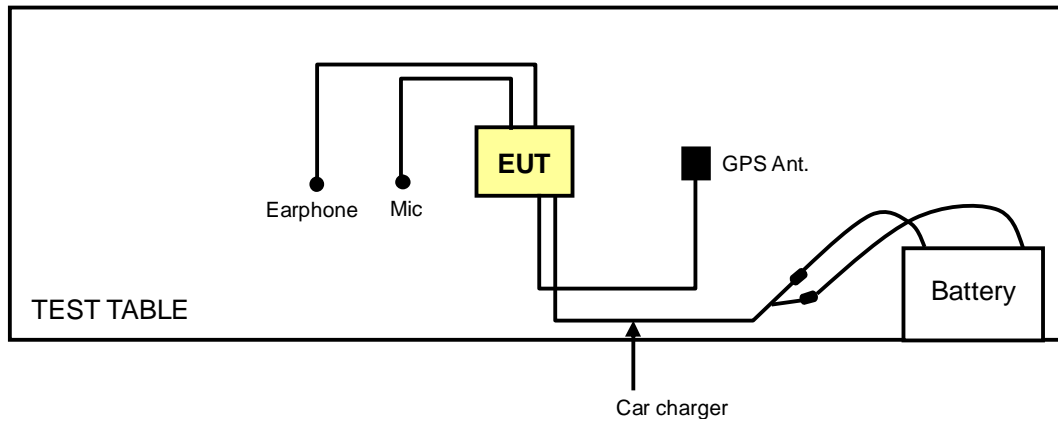 EUT
GPS Ant.
Earphone
Mic
Battery
TEST TABLE
Car charger